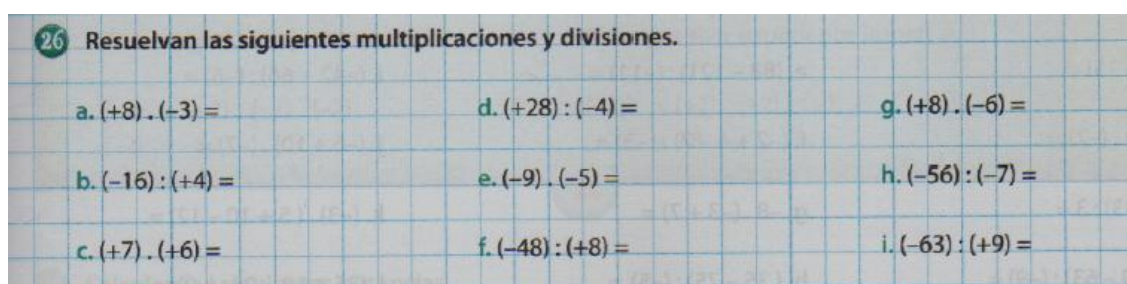 26 Resuelvan las siguientes multiplicaciones y divisiones.
a. (+8) . (–3) =
d. (+28) : (–4) =
g. (+8) . (–6) =
b. (–16) : (+4) =
e. (–9) . (–5) =
h. (–56) : (–7) =
c. (+7) . (+6) =
f. (–48) : (+8) =
i. (–63) : (+9) =